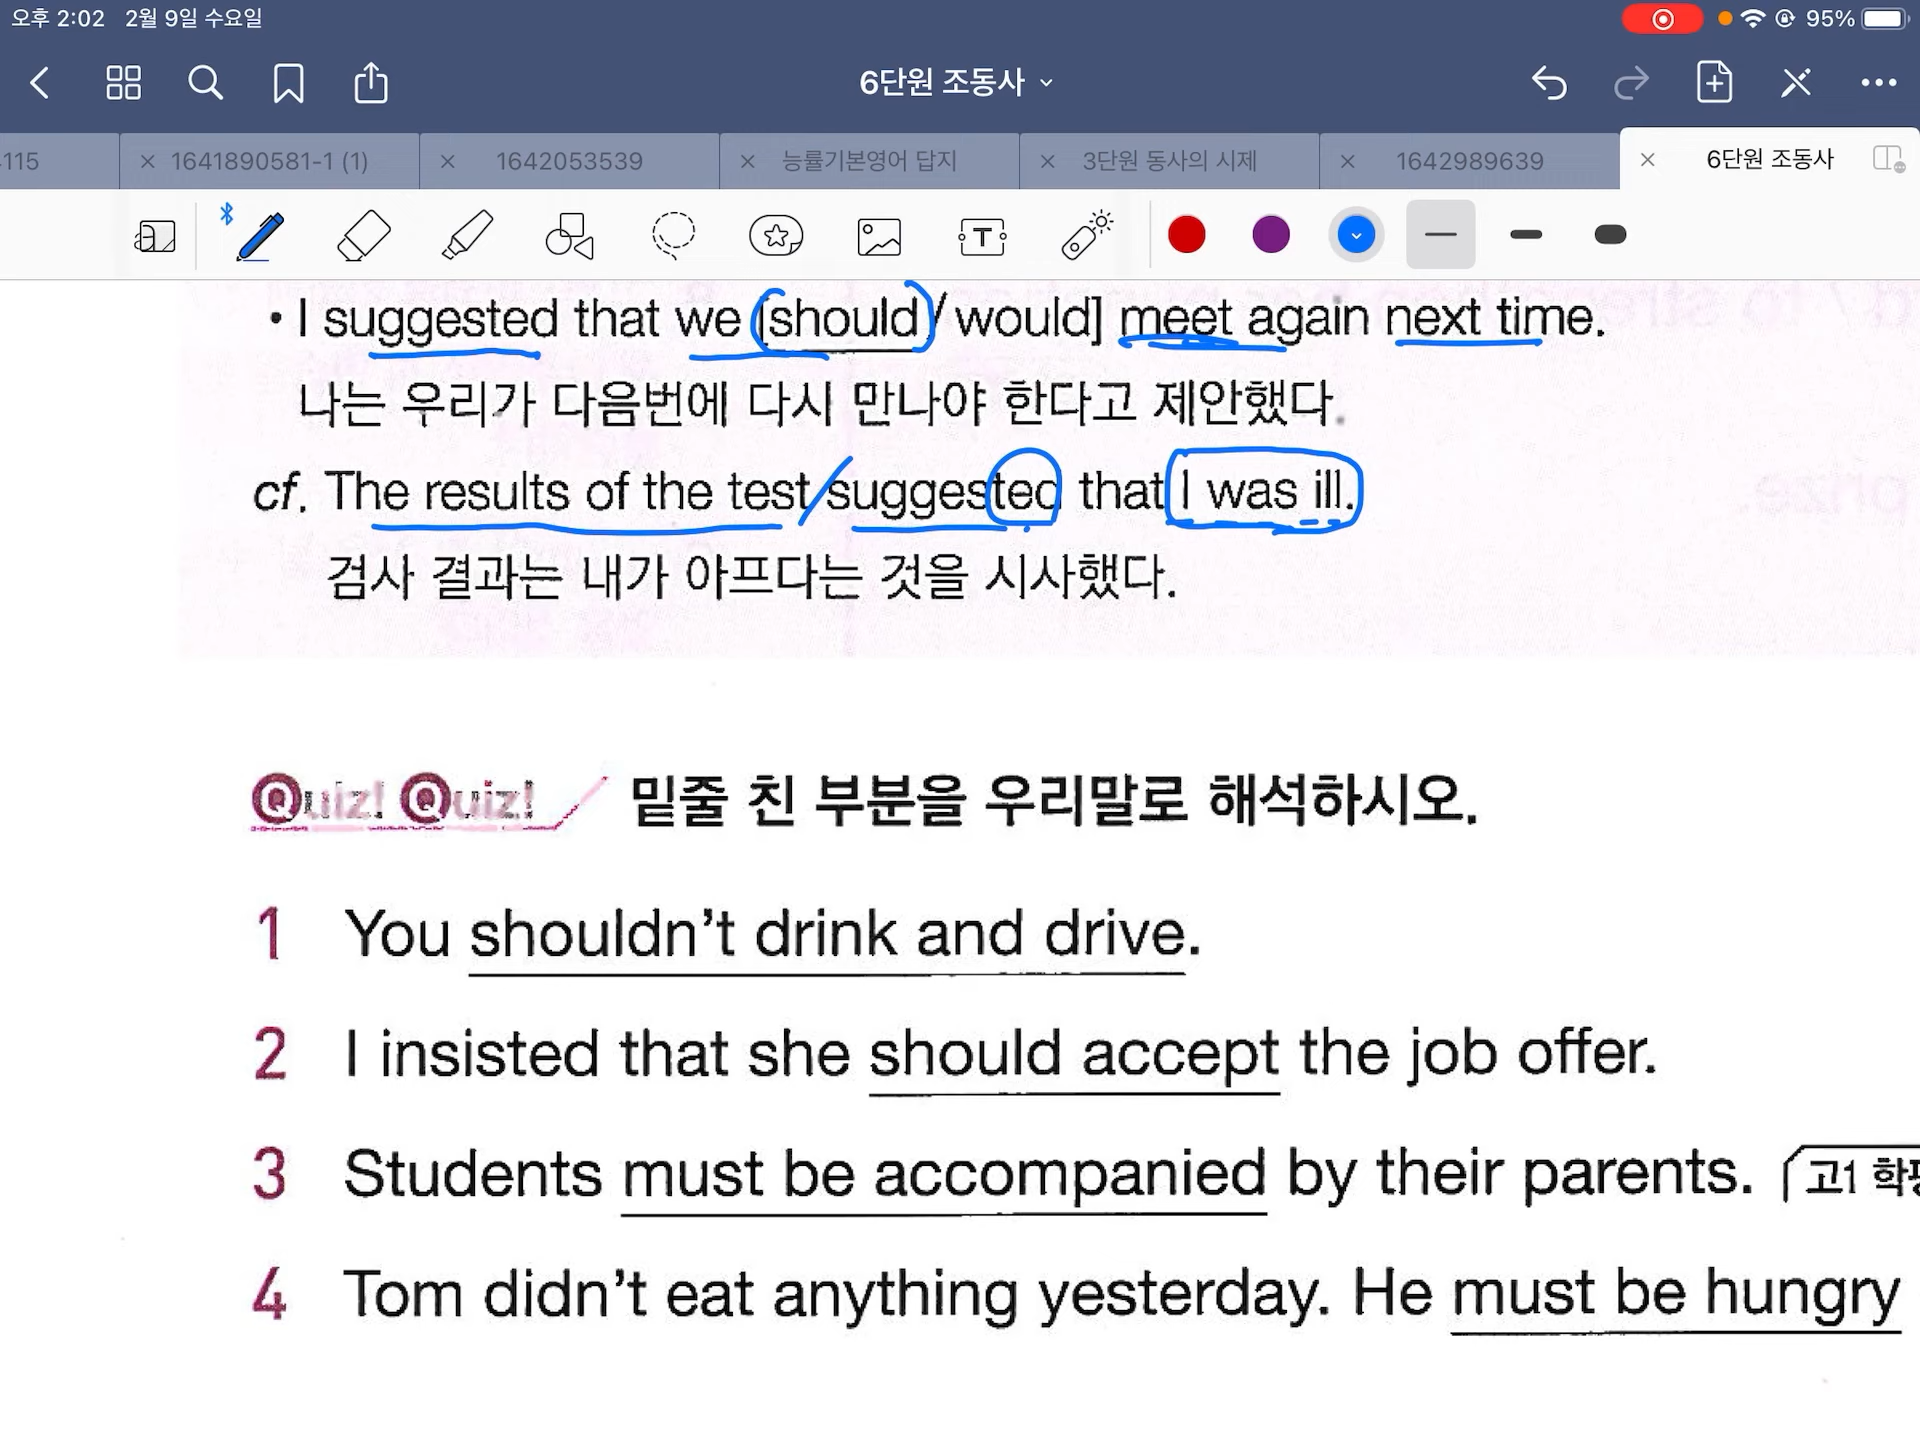 오후 2:02 2월 9일 수요일 95%
6단원 조동사
115 1641890581-1 (1) 1642053539 능률기본영어 답지 3단원 동사의 시제 1642989639 6단원 조동사
• I suggested that we [should / would] meet again next time.
나는 우리가 다음번에 다시 만나야 한다고 제안했다.
cf. The results of the test / suggested that I was ill.
검사 결과는 내가 아프다는 것을 시사했다.
Quiz! Quiz! 밑줄 친 부분을 우리말로 해석하시오.
1 You shouldn't drink and drive.
2 I insisted that she should accept the job offer.
3 Students must be accompanied by their parents. 고1
4 Tom didn't eat anything yesterday. He must be hungry